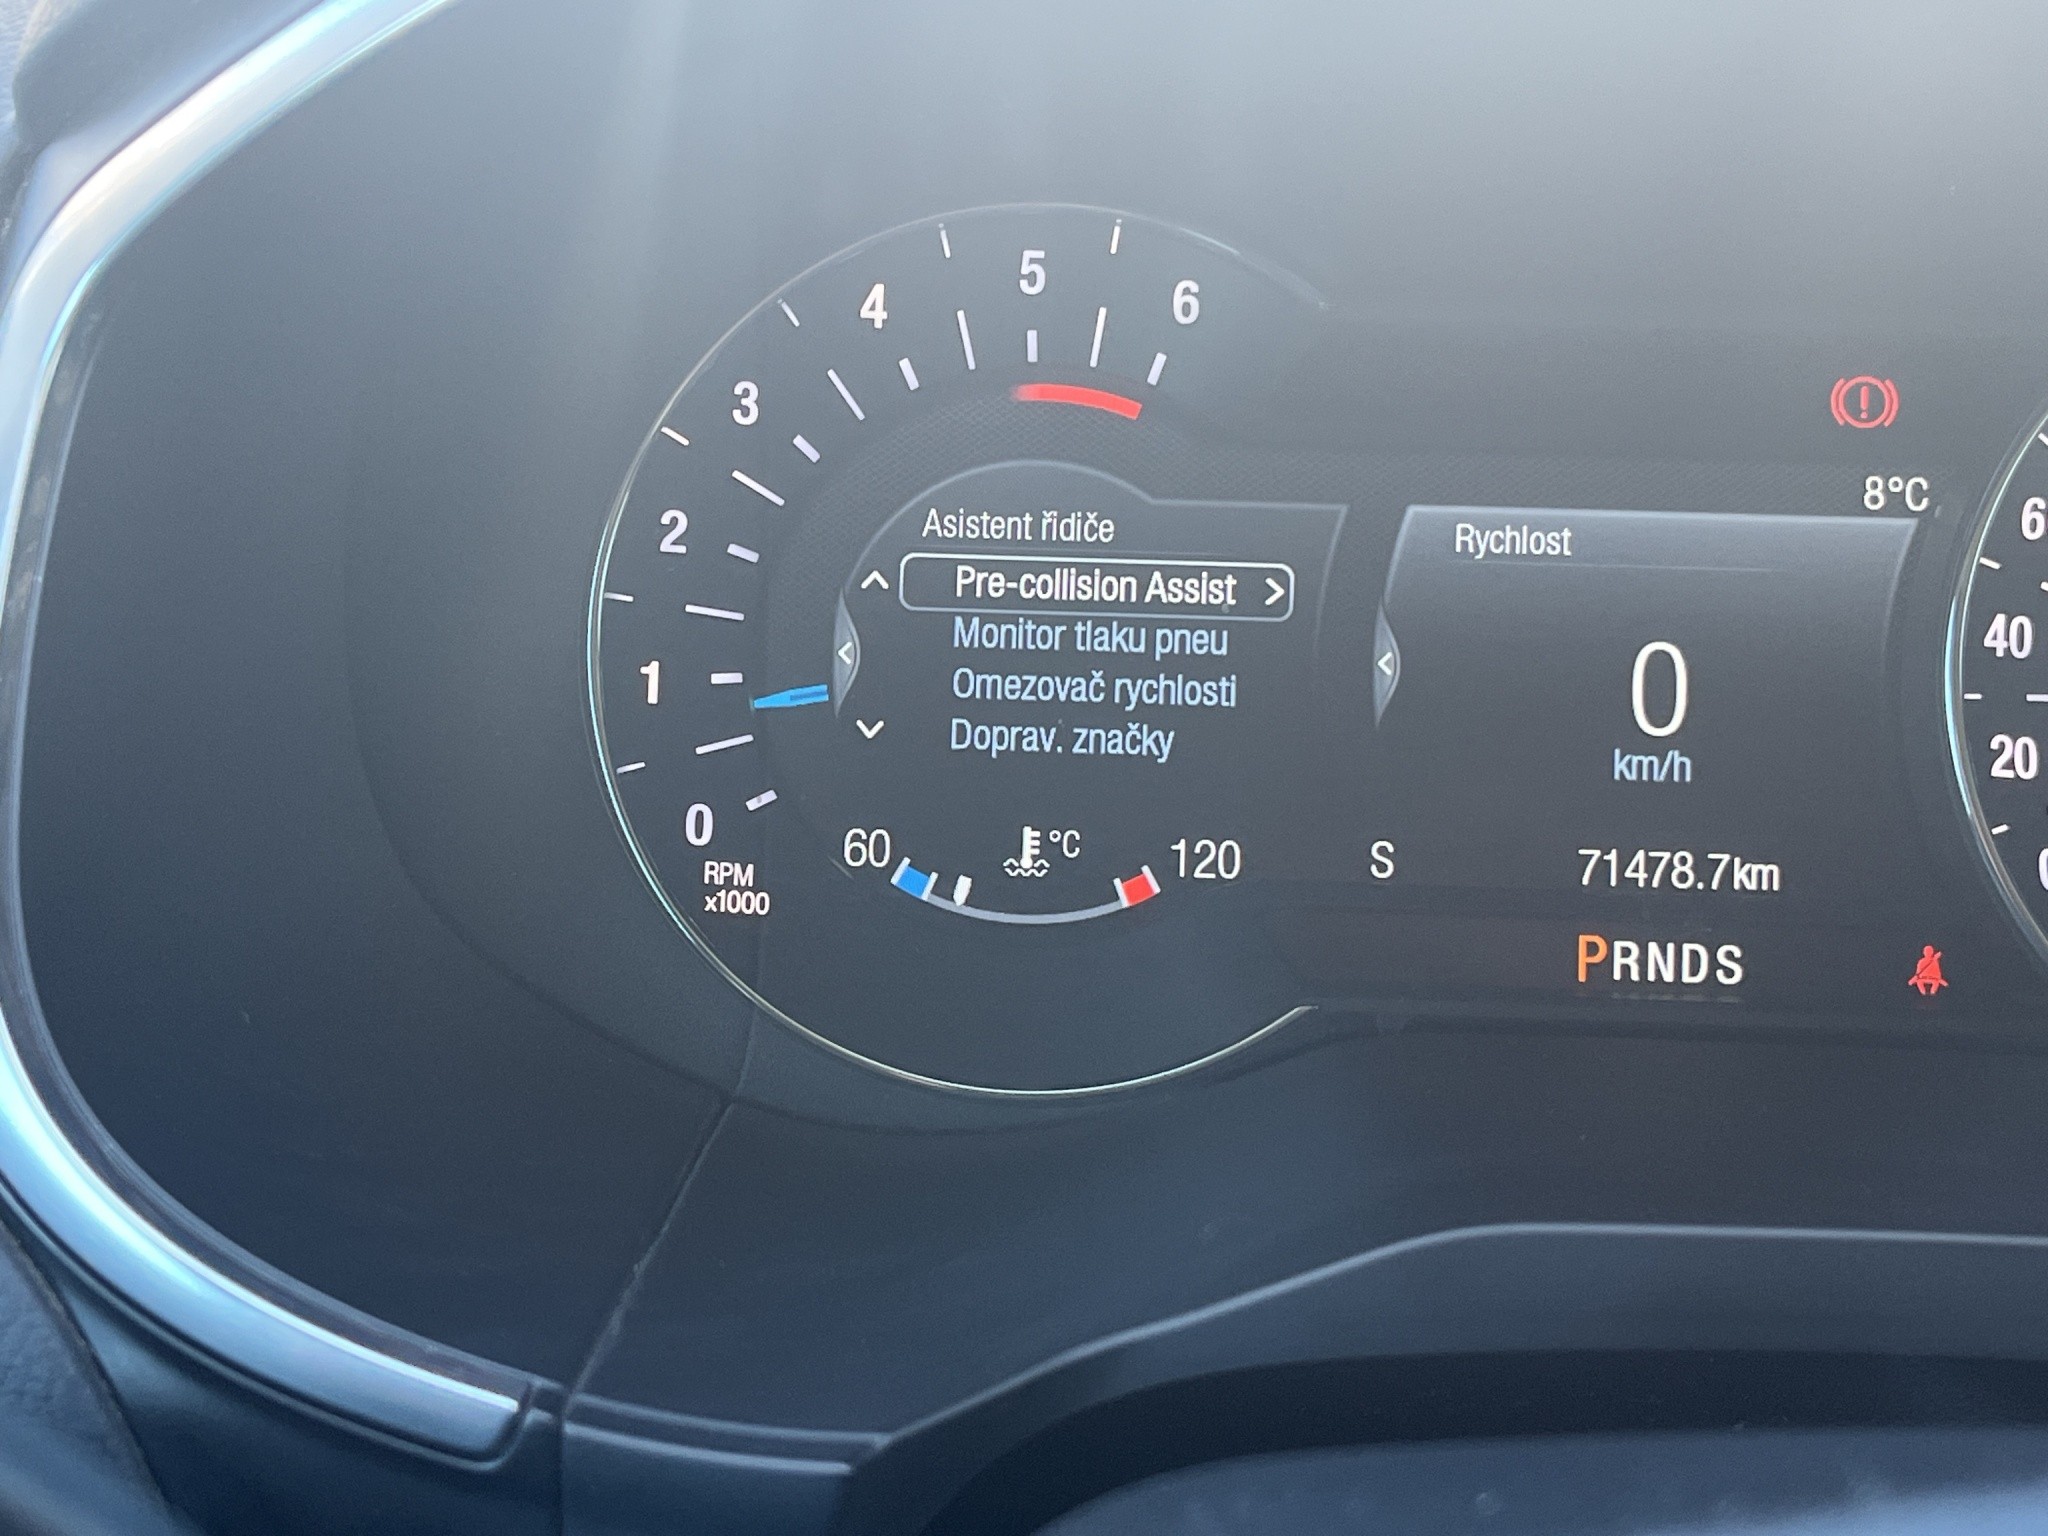 5
4
6
3
2
1
0
RPM
x1000
Asistent řidiče
Pre-collision Assist
Monitor tlaku pneu
Omezovač rychlosti
Doprav. značky
60
°C
120
8°C
Rychlost
0
km/h
S
71478.7km
PRNDS
40
20